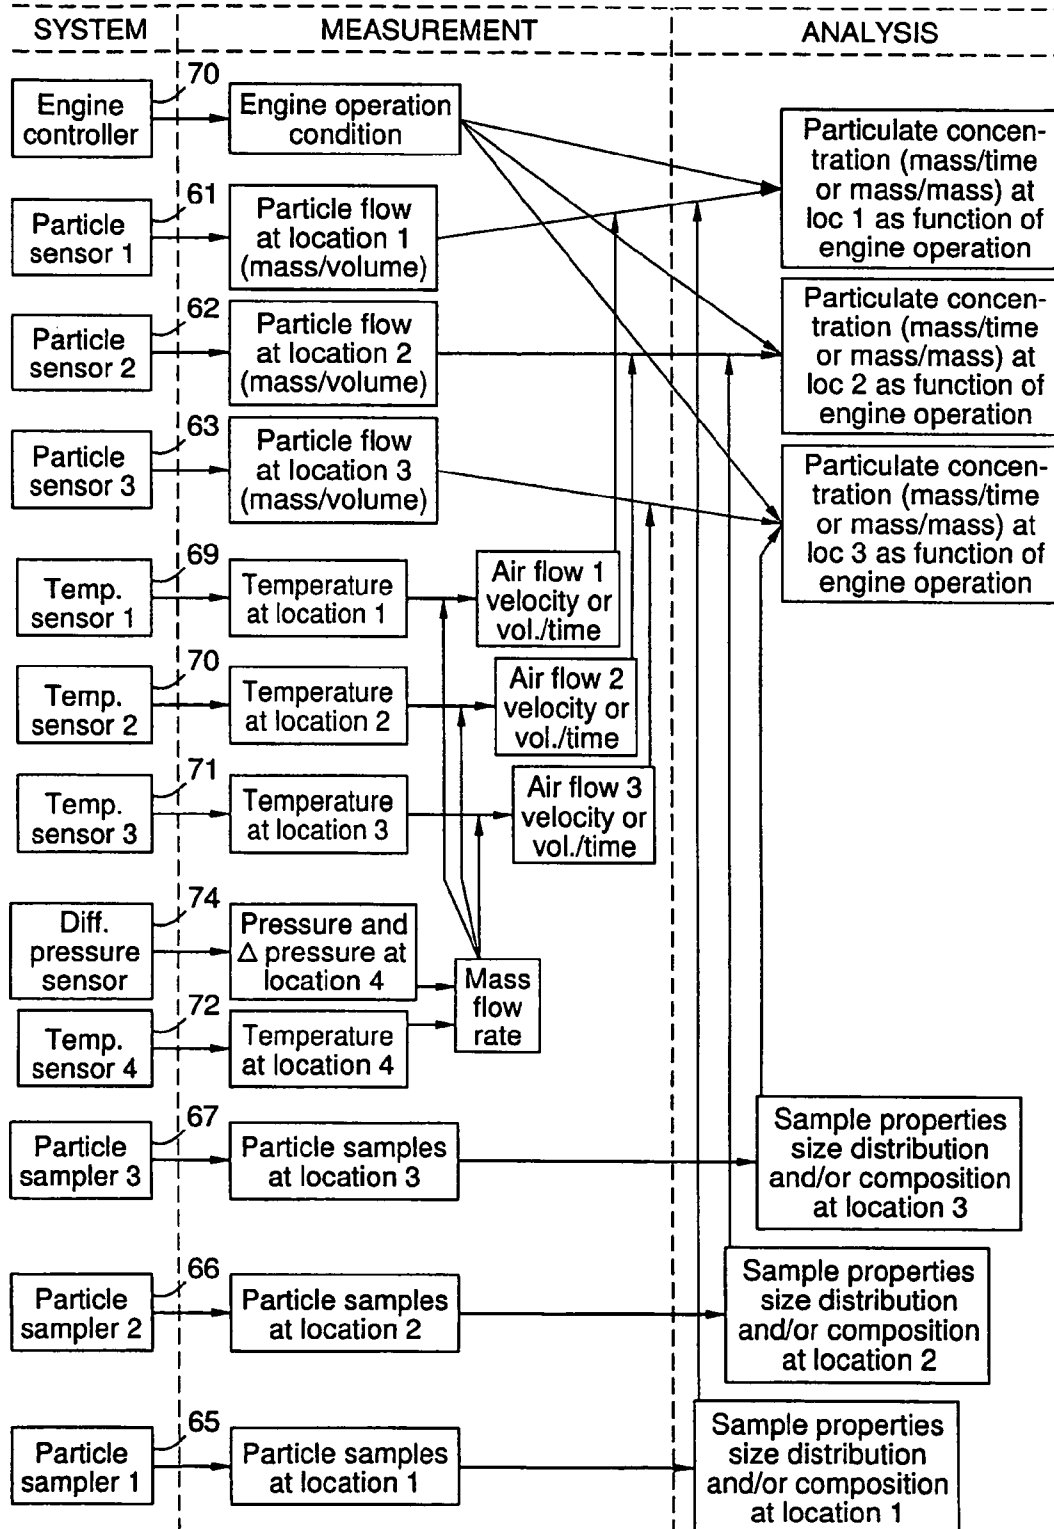 SYSTEM
MEASUREMENT
ANALYSIS
70
Engine
controller
Engine operation
condition
Particulate concen-
tration (mass/time
or mass/mass) at
loc 1 as function of
engine operation
61
Particle
sensor 1
Particle flow
at location 1
(mass/volume)
62
Particle
sensor 2
Particle flow
at location 2
(mass/volume)
Particulate concen-
tration (mass/time
or mass/mass) at
loc 2 as function of
engine operation
63
Particle
sensor 3
Particle flow
at location 3
(mass/volume)
Particulate concen-
tration (mass/time
or mass/mass) at
loc 3 as function of
engine operation
69
Temp.
sensor 1
Temperature
at location 1
Air flow 1
velocity or
vol./time
70
Temp.
sensor 2
Temperature
at location 2
Air flow 2
velocity or
vol./time
71
Temp.
sensor 3
Temperature
at location 3
Air flow 3
velocity or
vol./time
74
Diff.
pressure
sensor
Pressure and
Δ pressure at
location 4
Mass
flow
rate
72
Temp.
sensor 4
Temperature
at location 4
67
Particle
sampler 3
Particle samples
at location 3
Sample properties
size distribution
and/or composition
at location 3
66
Particle
sampler 2
Particle samples
at location 2
Sample properties
size distribution
and/or composition
at location 2
65
Particle
sampler 1
Particle samples
at location 1
Sample properties
size distribution
and/or composition
at location 1